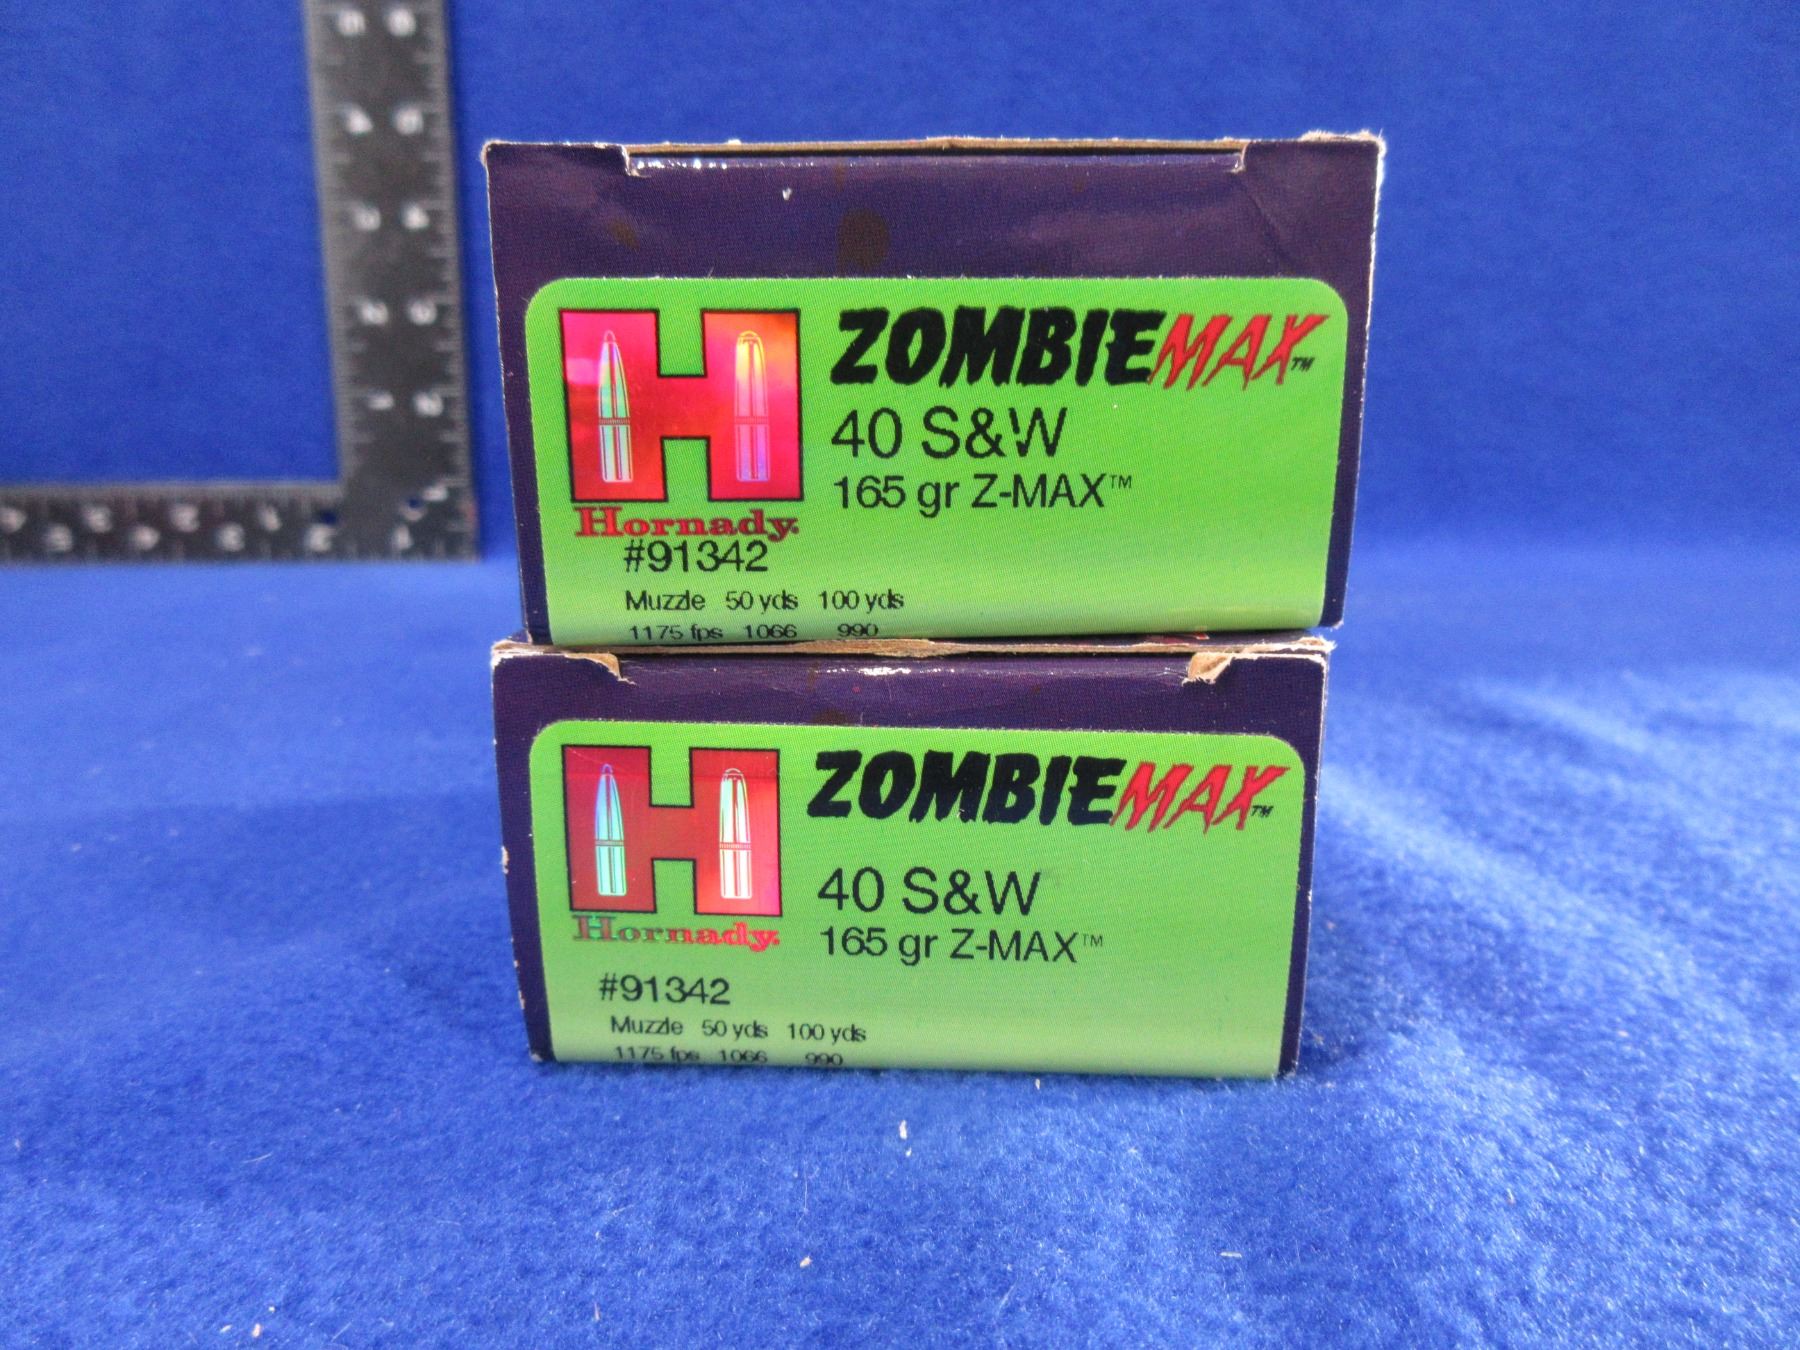 ZOMBIEMAX™
40 S&W
165 gr Z-MAX™
Hornady
#91342
Muzzle 50 yds 100 yds
1175 fps 1066 990
ZOMBIEMAX™
40 S&W
165 gr Z-MAX™
Hornady
#91342
Muzzle 50 yds 100 yds
1175 fps 1066 990